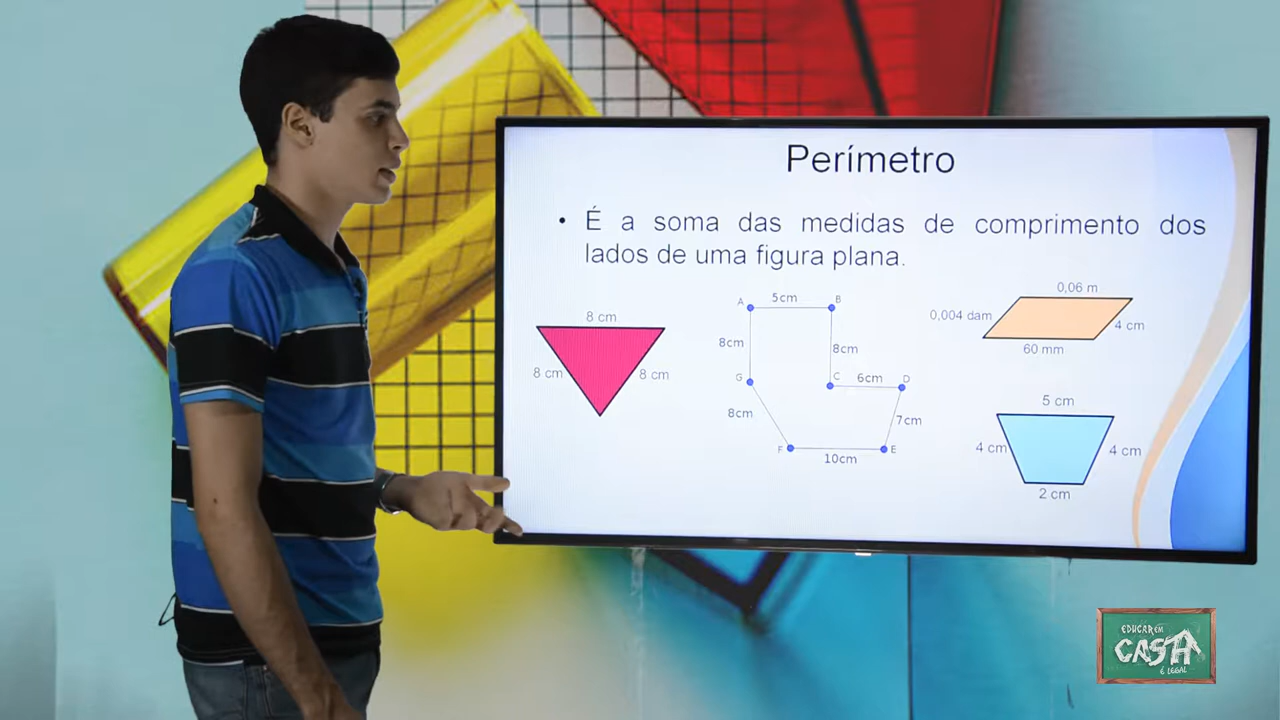 Perímetro
• É a soma das medidas de comprimento dos
lados de uma figura plana.
8 cm
8 cm
8 cm
A
5cm
B
8cm
8cm
G
C
6cm
D
8cm
7cm
F
10cm
E
0,06 m
0,004 dam
4 cm
60 mm
5 cm
4 cm
4 cm
2 cm
EDUCAR EM
CASA
É LEGAL